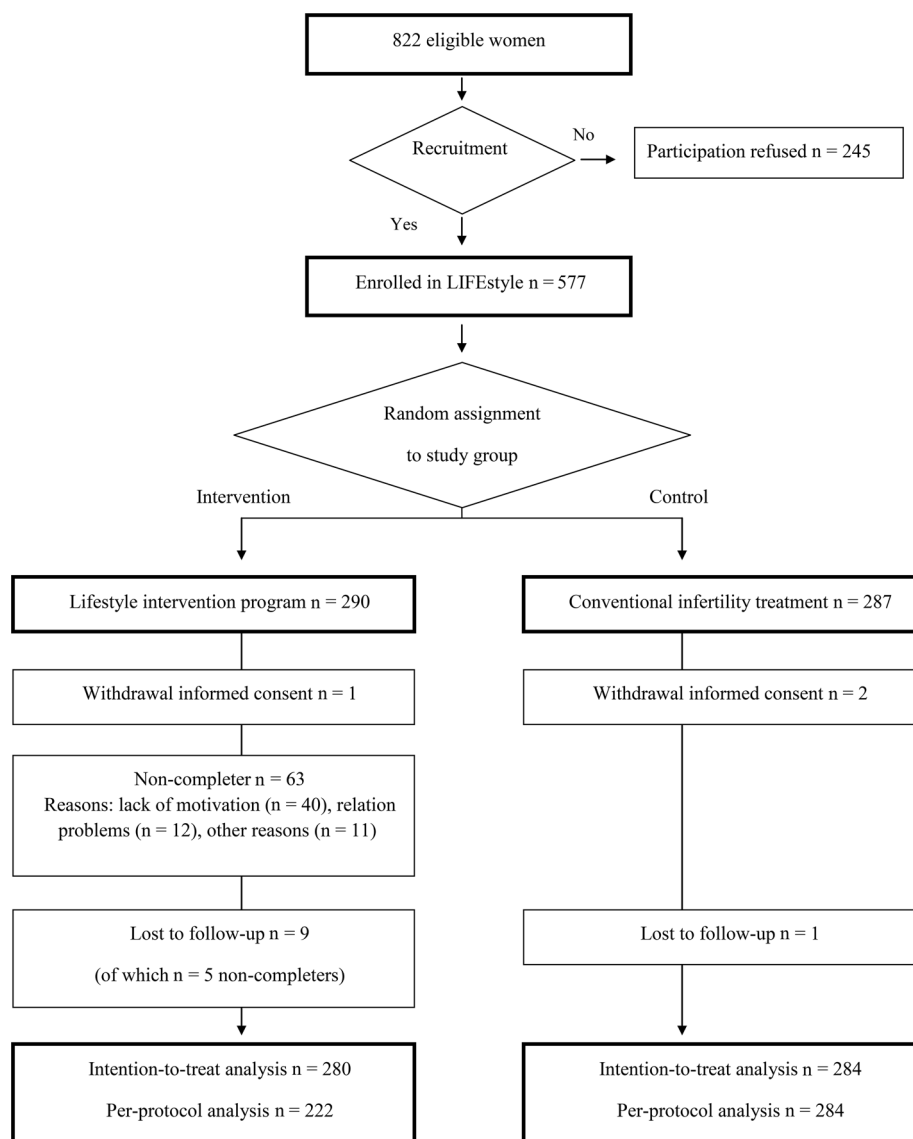 822 eligible women
Recruitment
No
Participation refused n = 245
Yes
Enrolled in LIFEstyle n = 577
Random assignment
to study group
Intervention
Control
Lifestyle intervention program n = 290
Conventional infertility treatment n = 287
Withdrawal informed consent n = 1
Withdrawal informed consent n = 2
Non-completer n = 63
Reasons: lack of motivation (n = 40), relation
problems (n = 12), other reasons (n = 11)
Lost to follow-up n = 9
(of which n = 5 non-completers)
Lost to follow-up n = 1
Intention-to-treat analysis n = 280
Per-protocol analysis n = 222
Intention-to-treat analysis n = 284
Per-protocol analysis n = 284